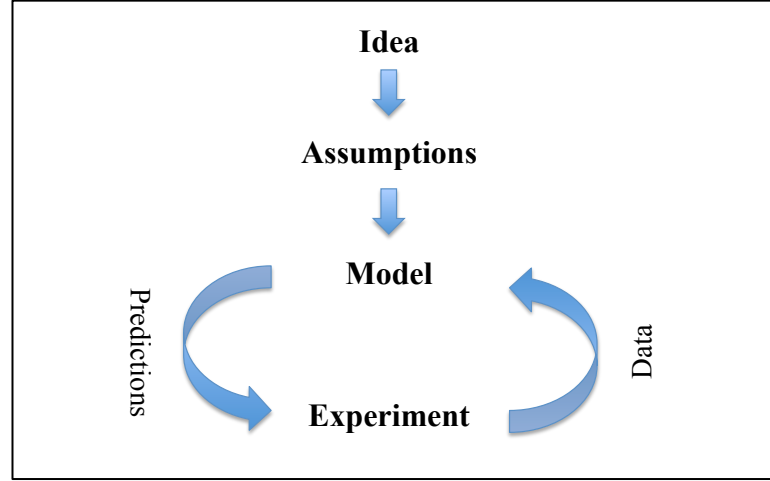 Idea
Assumptions
Model
Predictions
Data
Experiment